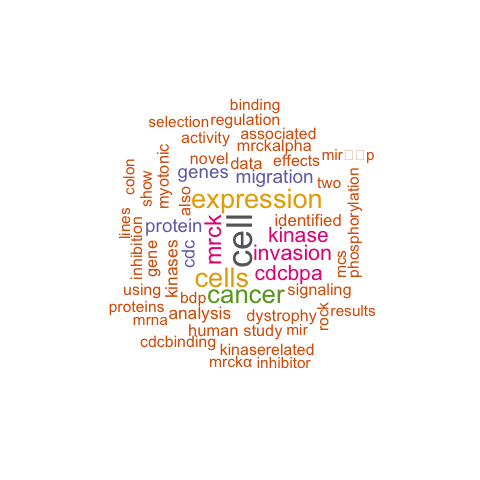 binding
selection
regulation
activity
associated
mrckalpha
novel
data
effects
two
genes
migration
colon
show
myotonic
also
expression
phosphorylation
identified
protein
mrck
cell
kinase
lines
inhibition
gene
kinases
cdc
invasion
mcs
cells
cdcbpa
using
bdp
cancer
signaling
proteins
mrna
analysis
dystrophy
rock
results
human
study
mir
cdcbinding
kinaserelated
mrckα
inhibitor